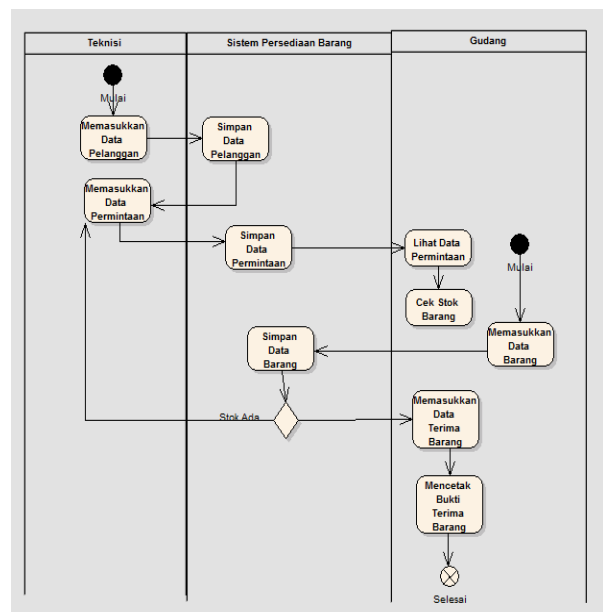 Teknisi
Sistem Persediaan Barang
Gudang
Mulai
Memasukkan
Data
Pelanggan
Simpan
Data
Pelanggan
Memasukkan
Data
Permintaan
Simpan
Data
Permintaan
Lihat Data
Permintaan
Mulai
Cek Stok
Barang
Memasukkan
Data
Barang
Simpan
Data
Barang
Stok Ada
Memasukkan
Data
Terima
Barang
Mencetak
Bukti
Terima
Barang
Selesai